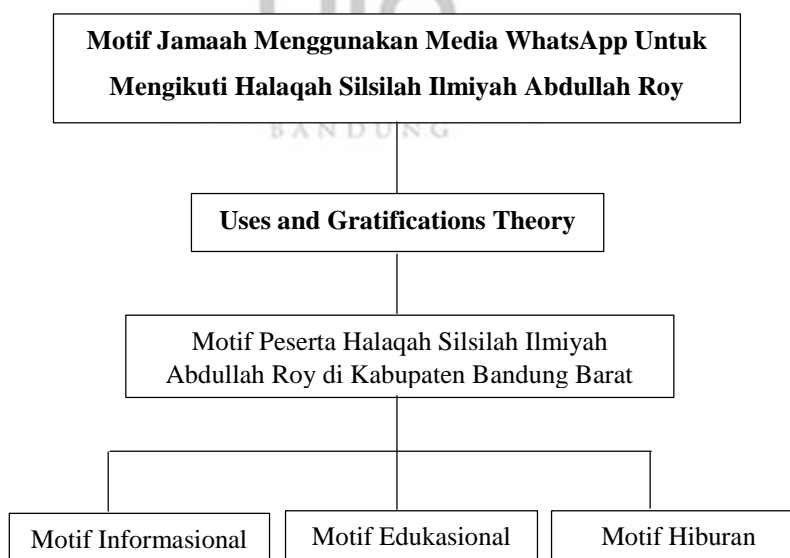 Motif Jamaah Menggunakan Media WhatsApp Untuk
Mengikuti Halaqah Silsilah Ilmiyah Abdullah Roy
BANDUNG
Uses and Gratifications Theory
Motif Peserta Halaqah Silsilah Ilmiyah
Abdullah Roy di Kabupaten Bandung Barat
Motif Informasional
Motif Edukasional
Motif Hiburan